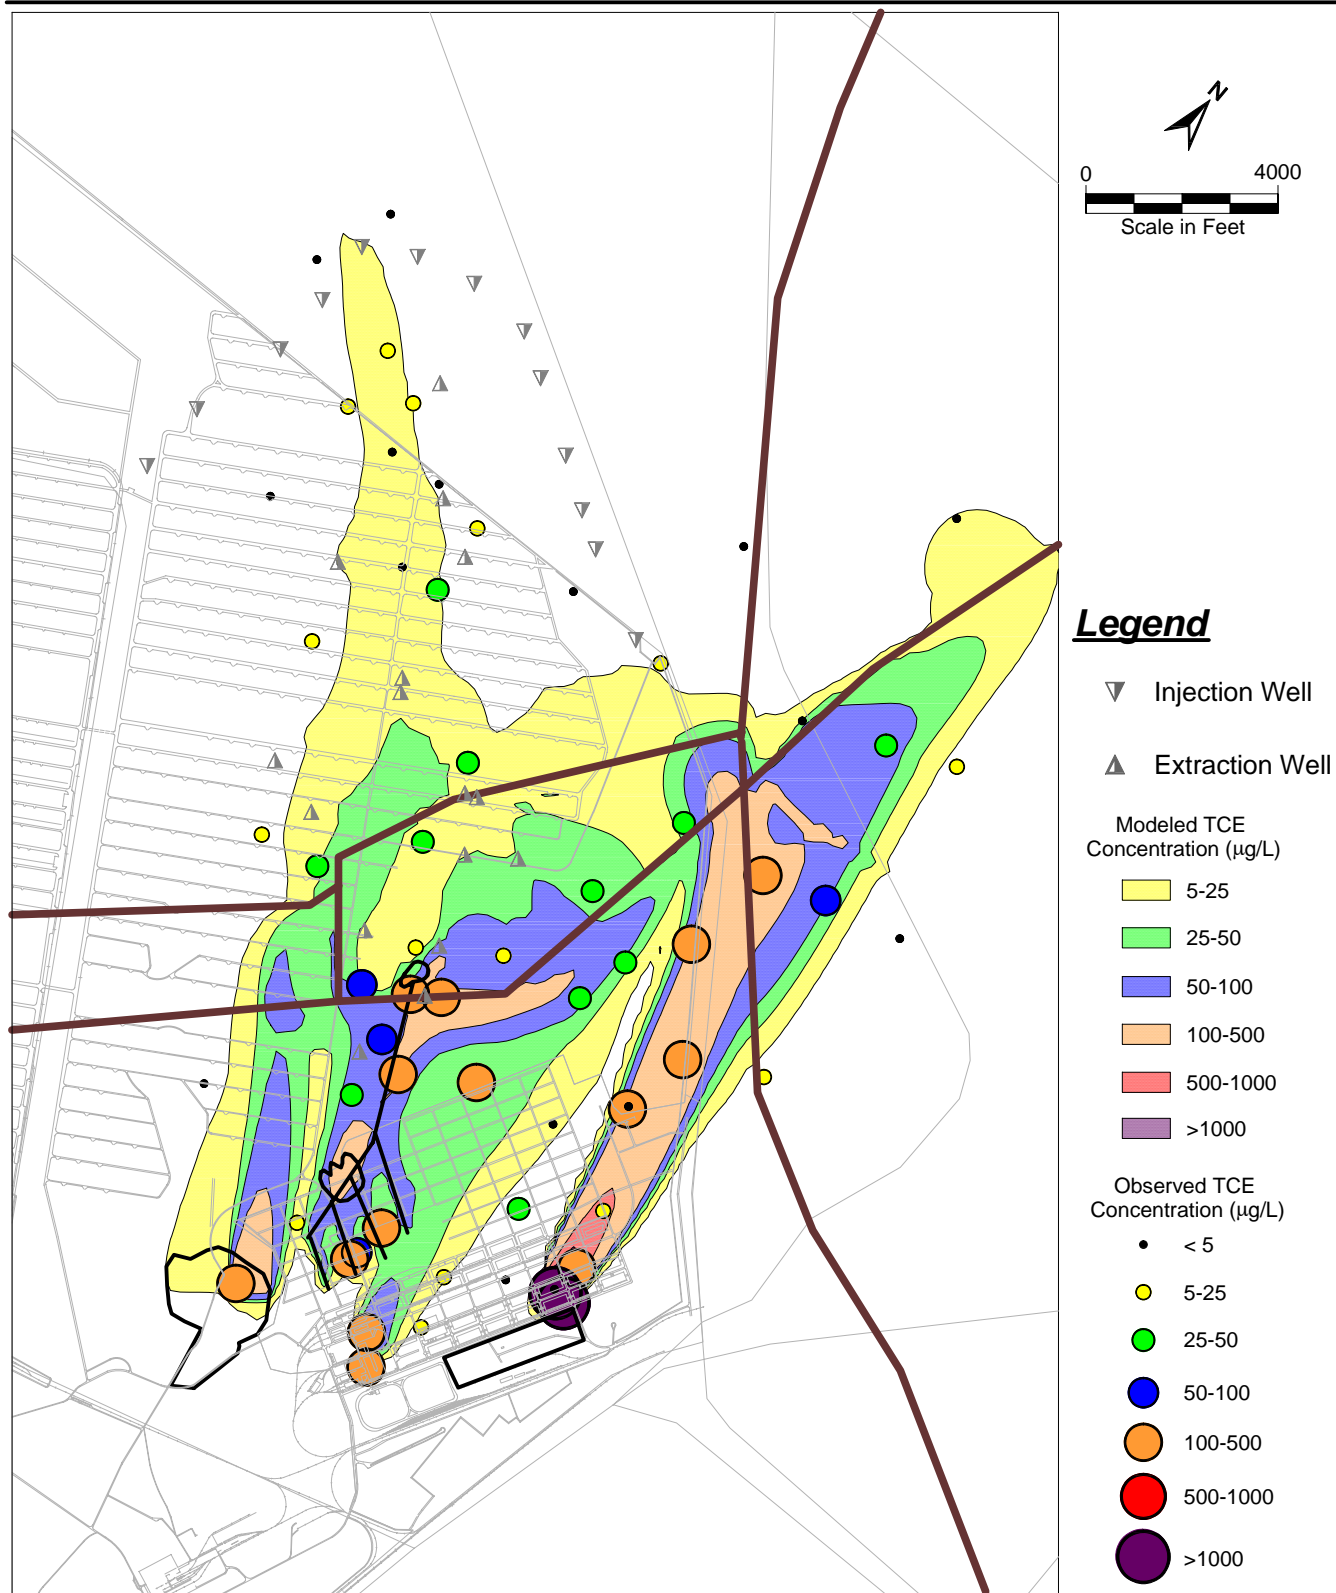 N
0 4000
Scale in Feet
Legend
Injection Well
Extraction Well
Modeled TCE
Concentration (µg/L)
5-25
25-50
50-100
100-500
500-1000
>1000
Observed TCE
Concentration (µg/L)
< 5
5-25
25-50
50-100
100-500
500-1000
>1000